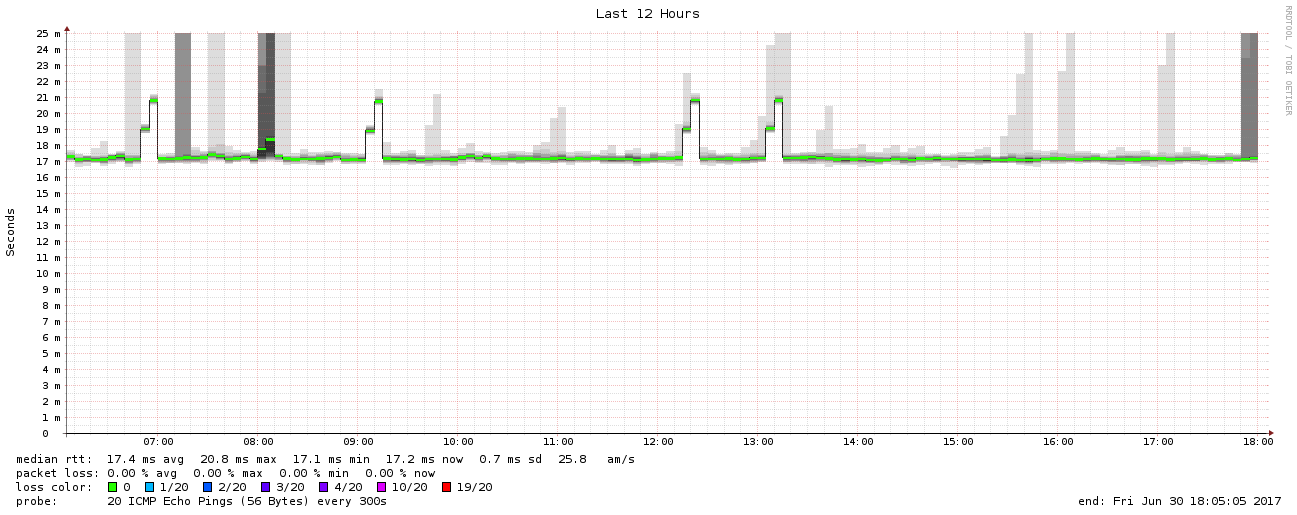 Last 12 Hours
RRDTOOL / TOBI OETIKER
Seconds
25 m
24 m
23 m
22 m
21 m
20 m
19 m
18 m
17 m
16 m
15 m
14 m
13 m
12 m
11 m
10 m
9 m
8 m
7 m
6 m
5 m
4 m
3 m
2 m
1 m
0
07:00 08:00 09:00 10:00 11:00 12:00 13:00 14:00 15:00 16:00 17:00 18:00
median rtt: 17.4 ms avg 20.8 ms max 17.1 ms min 17.2 ms now 0.7 ms sd 25.8 am/s
packet loss: 0.00 % avg 0.00 % max 0.00 % min 0.00 % now
loss color: 0 1/20 2/20 3/20 4/20 10/20 19/20
probe: 20 ICMP Echo Pings (56 Bytes) every 300s end: Fri Jun 30 18:05:05 2017